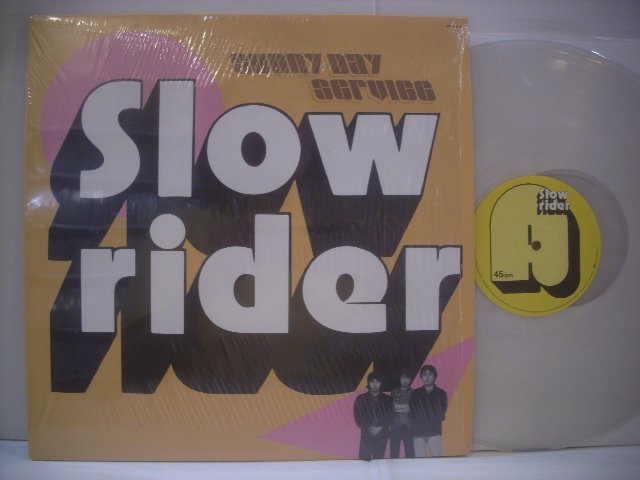 SUNNY DAY
SERVICE
Slow
rider
Slow
rider
A
45rpm